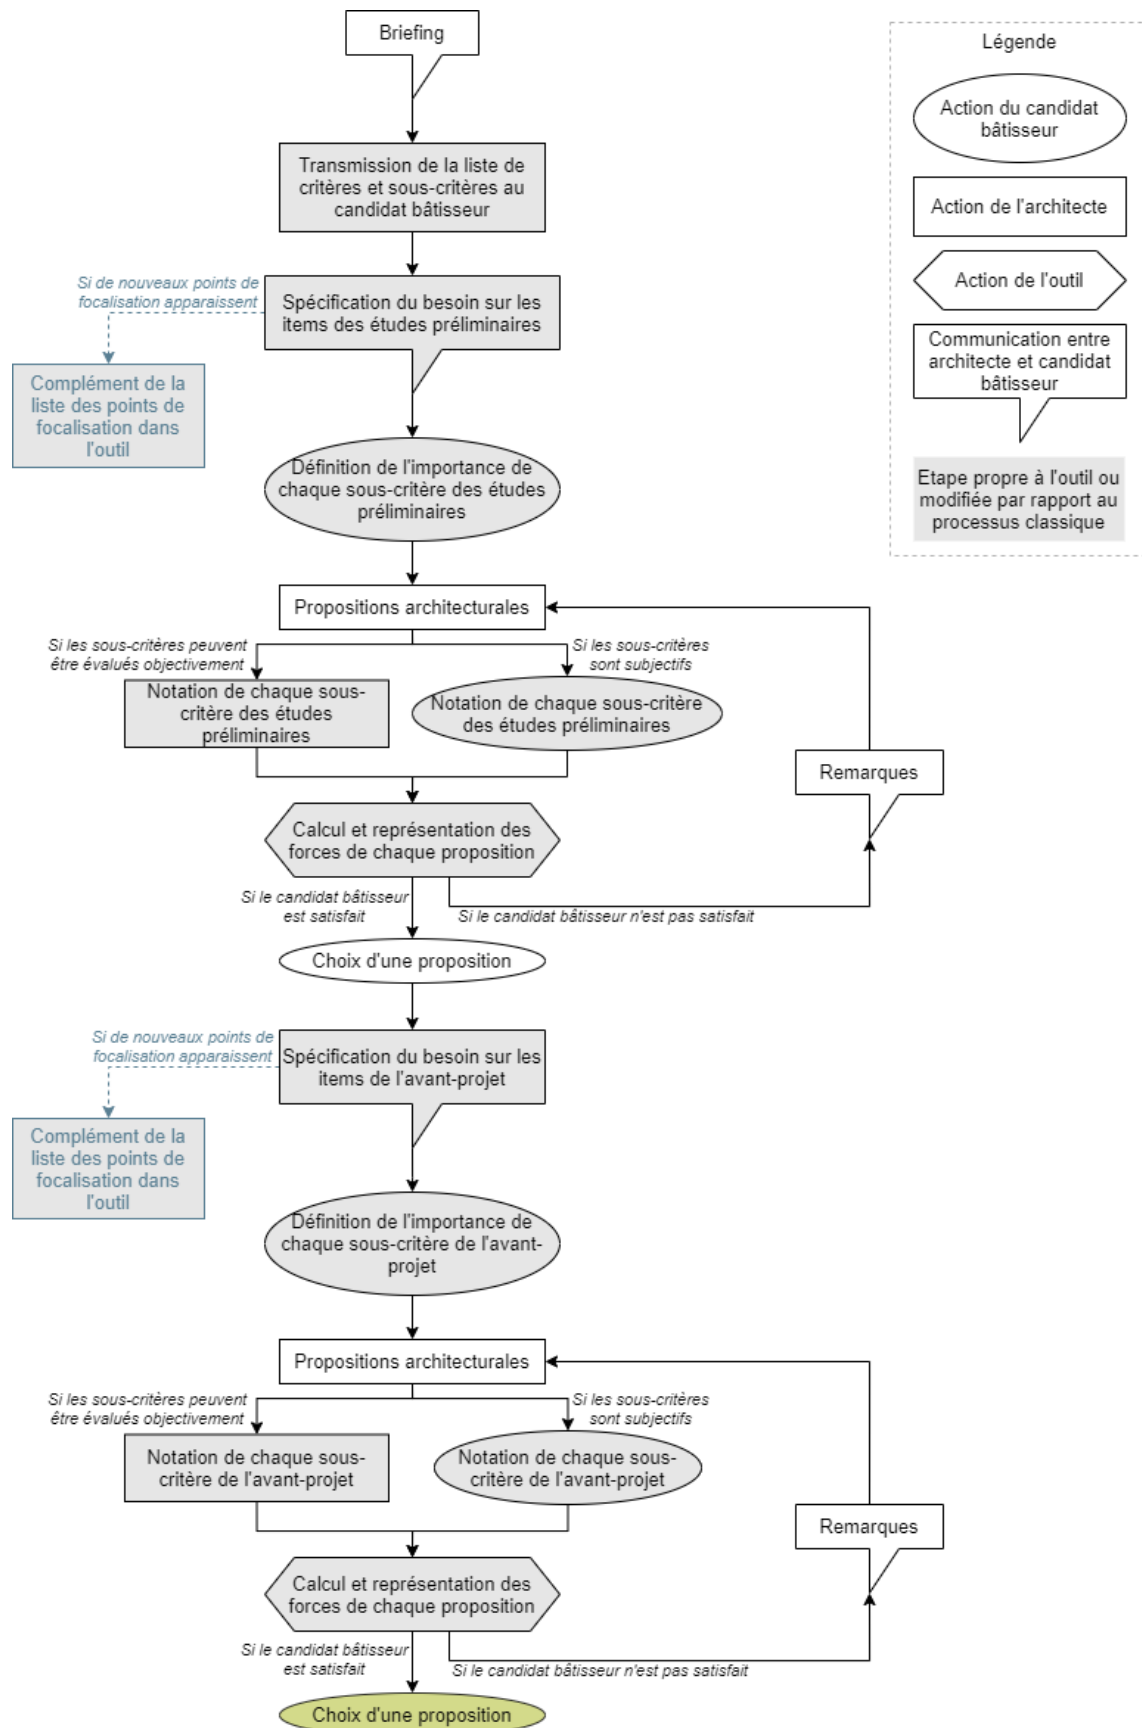 Briefing
Légende
Action du candidat
bâtisseur
Action de l'architecte
Action de l'outil
Communication entre
architecte et candidat
bâtisseur
Etape propre à l'outil ou
modifiée par rapport au
processus classique
Transmission de la liste de
critères et sous-critères au
candidat bâtisseur
Si de nouveaux points de
focalisation apparaissent
Spécification du besoin sur les
items des études préliminaires
Complément de la
liste des points de
focalisation dans
l'outil
Définition de l'importance de
chaque sous-critère des études
préliminaires
Propositions architecturales
Si les sous-critères peuvent
être évalués objectivement
Si les sous-critères
sont subjectifs
Notation de chaque sous-
critère des études
préliminaires
Notation de chaque sous-critère
des études préliminaires
Remarques
Calcul et représentation des
forces de chaque proposition
Si le candidat bâtisseur
est satisfait
Si le candidat bâtisseur n'est pas satisfait
Choix d'une proposition
Si de nouveaux points de
focalisation apparaissent
Spécification du besoin sur les
items de l'avant-projet
Complément de la
liste des points de
focalisation dans
l'outil
Définition de l'importance de
chaque sous-critère de l'avant-
projet
Propositions architecturales
Si les sous-critères peuvent
être évalués objectivement
Si les sous-critères
sont subjectifs
Notation de chaque sous-
critère de l'avant-projet
Notation de chaque sous-
critère de l'avant-projet
Remarques
Calcul et représentation des
forces de chaque proposition
Si le candidat bâtisseur
est satisfait
Si le candidat bâtisseur n'est pas satisfait
Choix d'une proposition